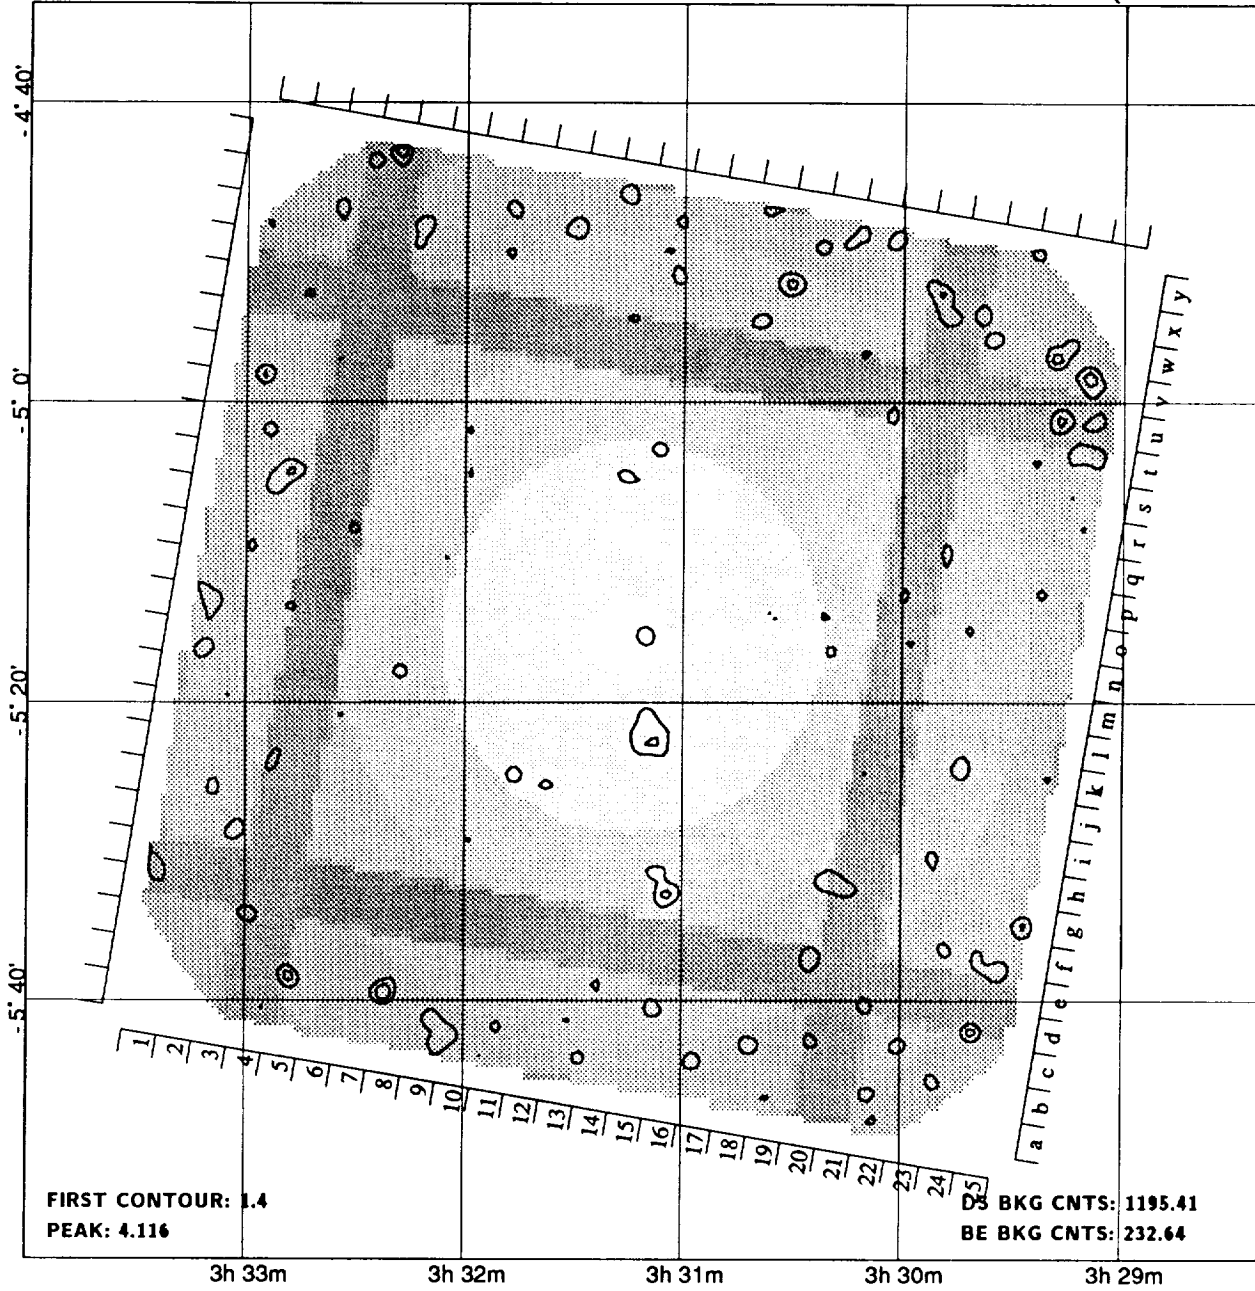 - 4° 40'
- 5° 0'
- 5° 20'
- 5° 40'
y
x
w
v
u
t
s
r
q
p
o
n
m
l
k
j
i
h
g
f
e
d
c
b
a
1 2 3 4 5 6 7 8 9 10 11 12 13 14 15 16 17 18 19 20 21 22 23 24 25
FIRST CONTOUR: 1.4
PEAK: 4.116
DS BKG CNTS: 1195.41
BE BKG CNTS: 232.64
3h 33m 3h 32m 3h 31m 3h 30m 3h 29m